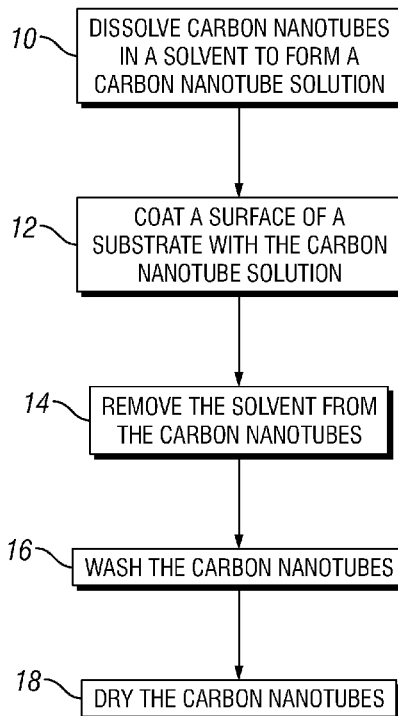 10
DISSOLVE CARBON NANOTUBES
IN A SOLVENT TO FORM A
CARBON NANOTUBE SOLUTION
12
COAT A SURFACE OF A
SUBSTRATE WITH THE CARBON
NANOTUBE SOLUTION
14
REMOVE THE SOLVENT FROM
THE CARBON NANOTUBES
16
WASH THE CARBON NANOTUBES
18
DRY THE CARBON NANOTUBES